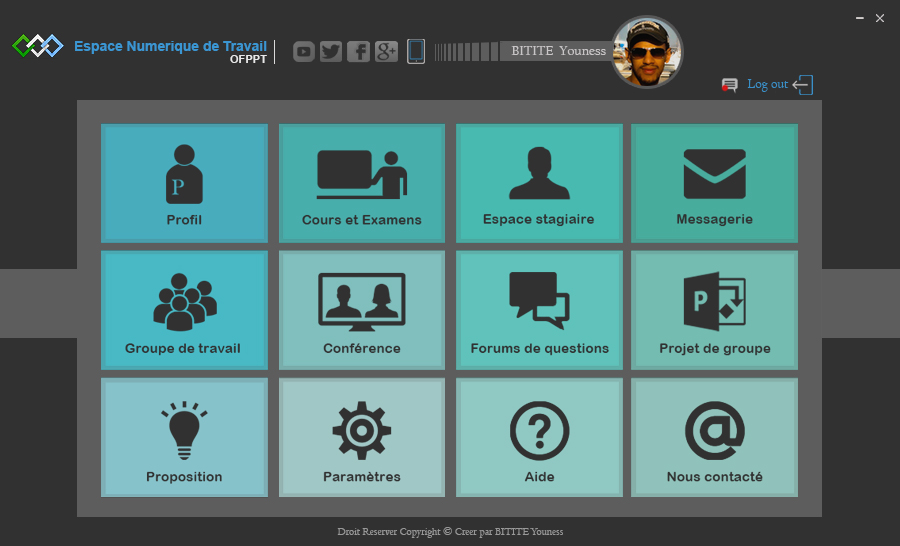 Espace Numerique de Travail
OFPPT
BITITE Youness
Log out
P
Profil
Cours et Examens
Espace stagiaire
Messagerie
Groupe de travail
Conférence
Forums de questions
P
Projet de groupe
Proposition
Paramètres
?
Aide
@
Nous contacté
Droit Reserver Copyright © Creer par BITITE Youness